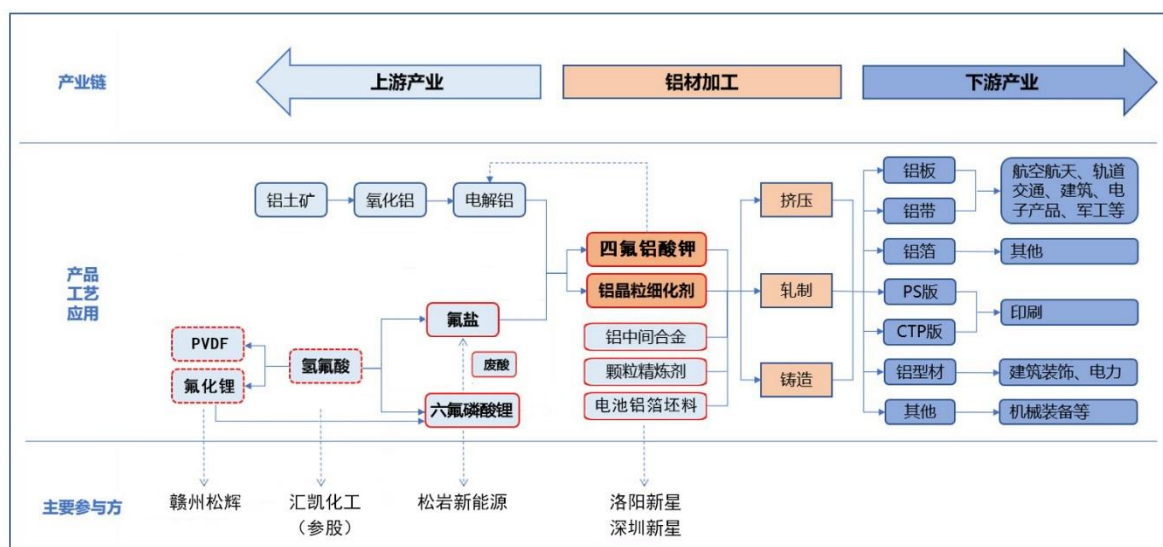 产业链
上游产业
铝材加工
下游产业
产品
工艺
应用
铝土矿
氧化铝
电解铝
四氟铝酸钾
铝晶粒细化剂
铝中间合金
颗粒精炼剂
电池铝箔坯料
氟盐
废酸
六氟磷酸锂
PVDF
氟化锂
氢氟酸
挤压
轧制
铸造
铝板
铝带
铝箔
PS版
CTP版
铝型材
其他
航空航天、轨道
交通、建筑、电
子产品、军工等
其他
印刷
建筑装饰、电力
机械装备等
主要参与方
赣州松辉
汇凯化工
（参股）
松岩新能源
洛阳新星
深圳新星